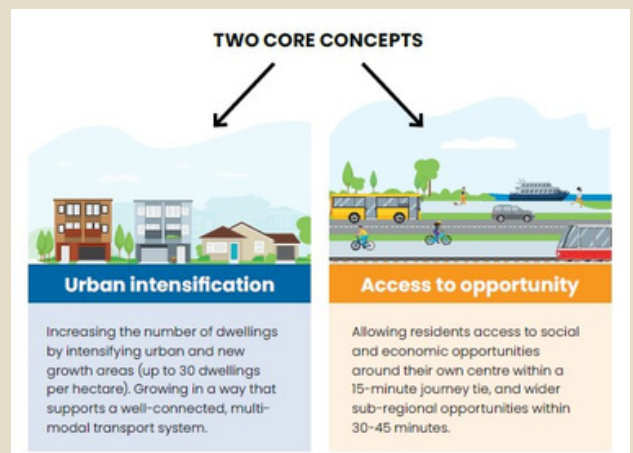 TWO CORE CONCEPTS
Urban intensification
Increasing the number of dwellings
by intensifying urban and new
growth areas (up to 30 dwellings
per hectare). Growing in a way that
supports a well-connected, multi-
modal transport system.
Access to opportunity
Allowing residents access to social
and economic opportunities
around their own centre within a
15-minute journey tie, and wider
sub-regional opportunities within
30-45 minutes.